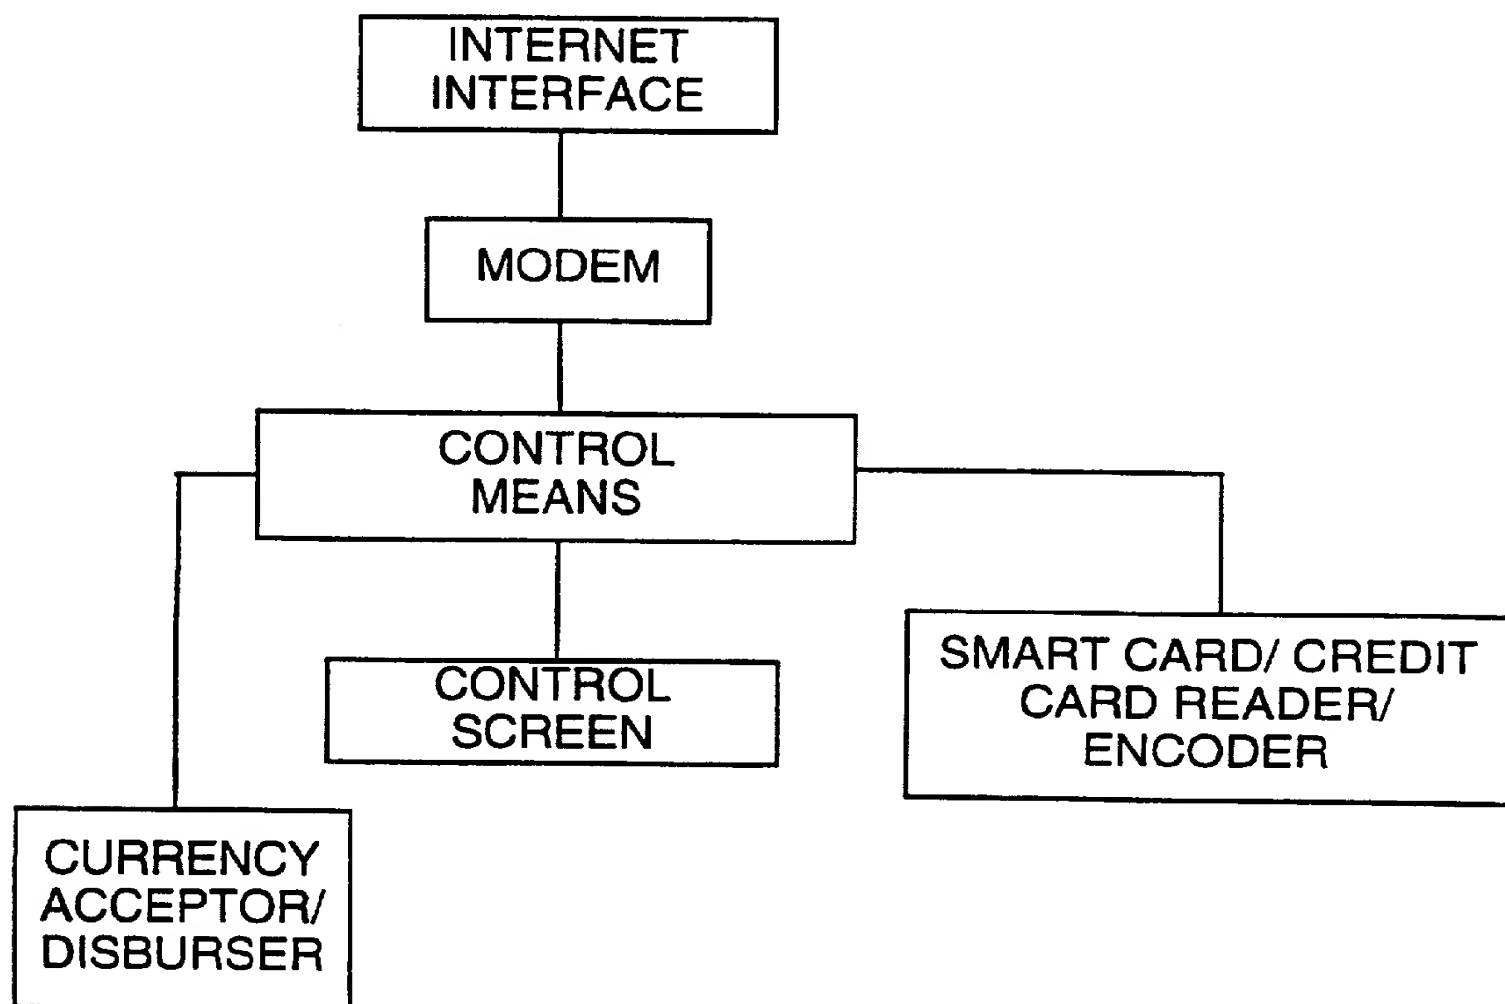 INTERNET
INTERFACE
MODEM
CONTROL
MEANS
CONTROL
SCREEN
SMART CARD/ CREDIT
CARD READER/
ENCODER
CURRENCY
ACCEPTOR/
DISBURSER